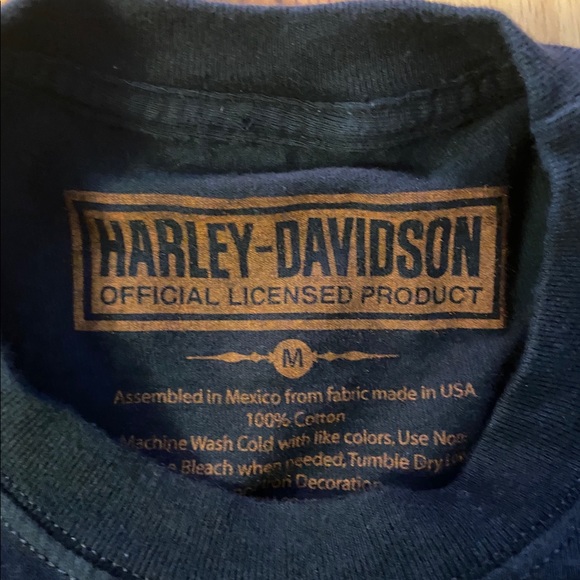 HARLEY-DAVIDSON
OFFICIAL LICENSED PRODUCT
M
Assembled in Mexico from fabric made in USA
100% Cotton
Machine Wash Cold with like colors, Use
Bleach when needed, Tumble Dry
Decoration